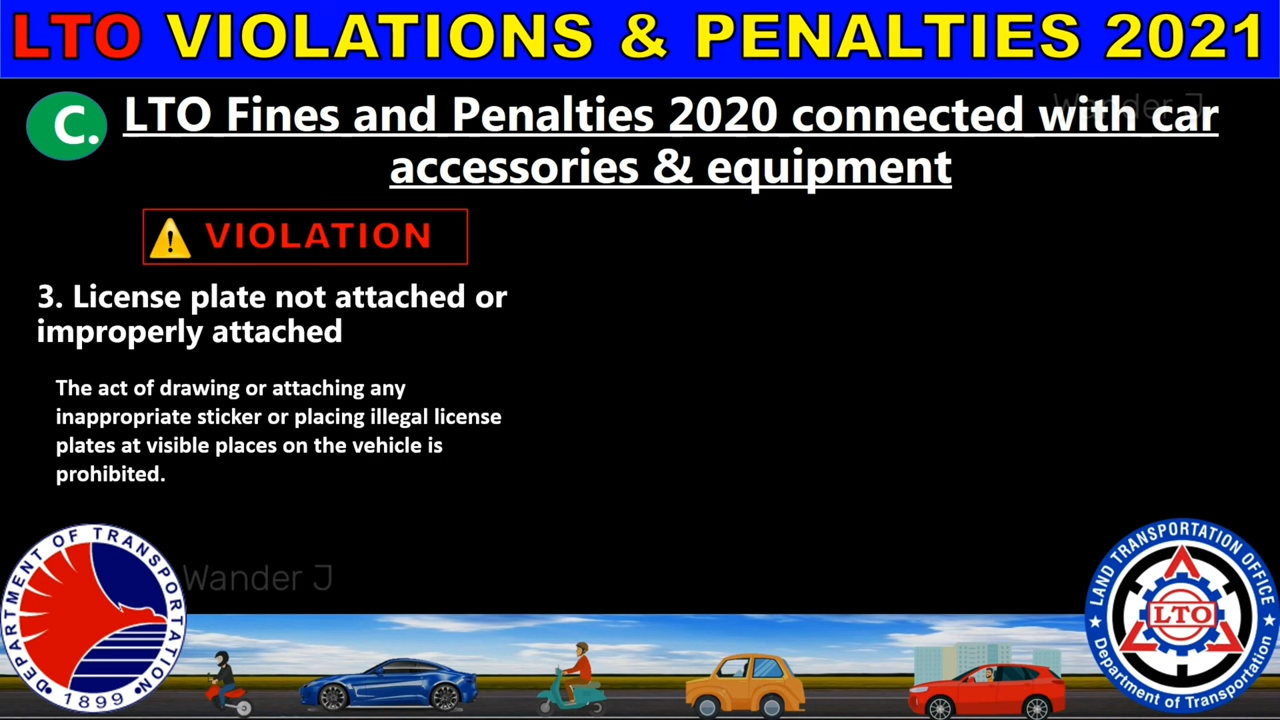 LTO VIOLATIONS & PENALTIES 2021
C. LTO Fines and Penalties 2020 connected with car
accessories & equipment
Wander J
VIOLATION
3. License plate not attached or
improperly attached
The act of drawing or attaching any
inappropriate sticker or placing illegal license
plates at visible places on the vehicle is
prohibited.
Wander J
DEPARTMENT OF TRANSPORTATION
1899
LAND TRANSPORTATION OFFICE
LTO
Department of Transportation